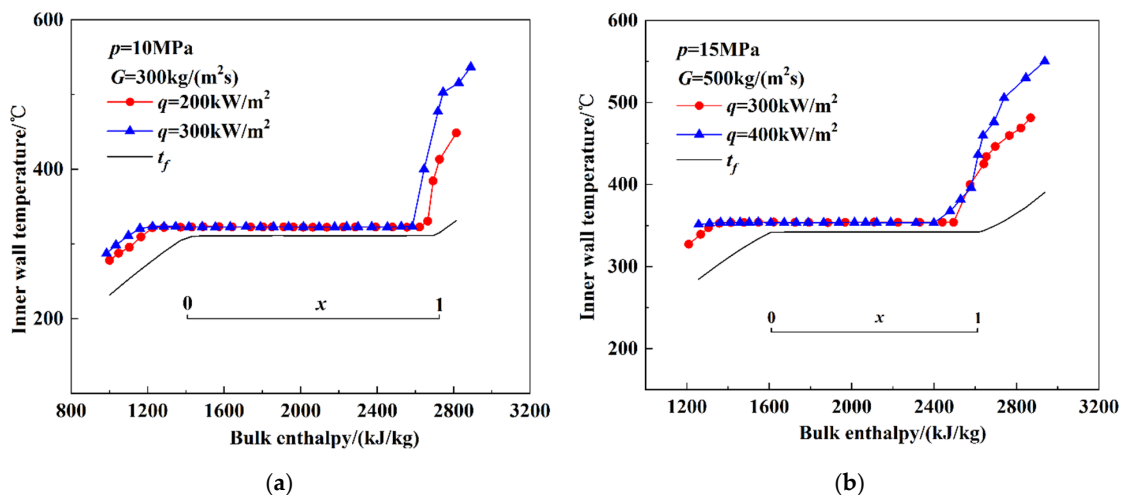 600
400
200
Inner wall temperature/℃
p=10MPa
G=300kg/(m²s)
q=200kW/m²
q=300kW/m²
t_f
0 x 1
800 1200 1600 2000 2400 2800 3200
Bulk enthalpy/(kJ/kg)
(a)
600
500
400
300
200
Inner wall temperature/℃
p=15MPa
G=500kg/(m²s)
q=300kW/m²
q=400kW/m²
t_f
0 x 1
1200 1600 2000 2400 2800 3200
Bulk enthalpy/(kJ/kg)
(b)